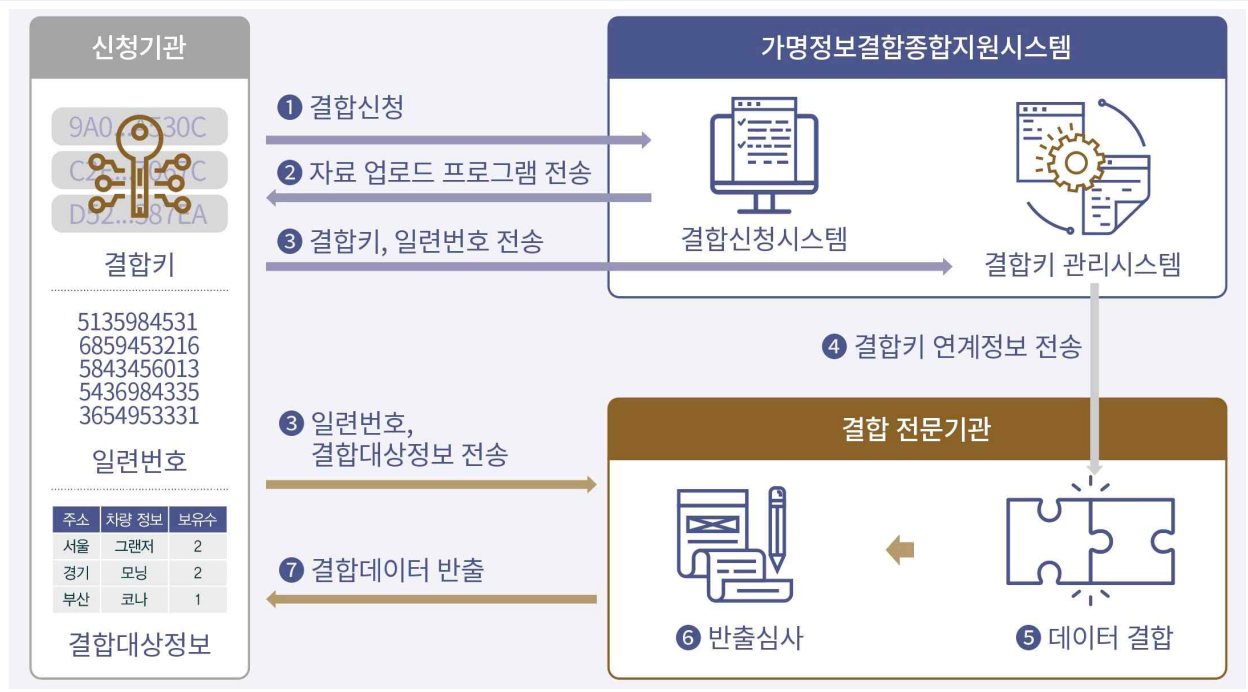 신청기관
9A0...A530C
D52...387EA
결합키
5135984531
6859453216
5843456013
5436984335
3654953331
일련번호
주소 차량 정보 보유수
서울 그랜저 2
경기 모닝 2
부산 코나 1
결합대상정보
❶ 결합신청
❷ 자료 업로드 프로그램 전송
❸ 결합키, 일련번호 전송
❸ 일련번호,
결합대상정보 전송
❼ 결합데이터 반출
가명정보결합종합지원시스템
결합신청시스템
결합키 관리시스템
❹ 결합키 연계정보 전송
결합 전문기관
❻ 반출심사
❺ 데이터 결합